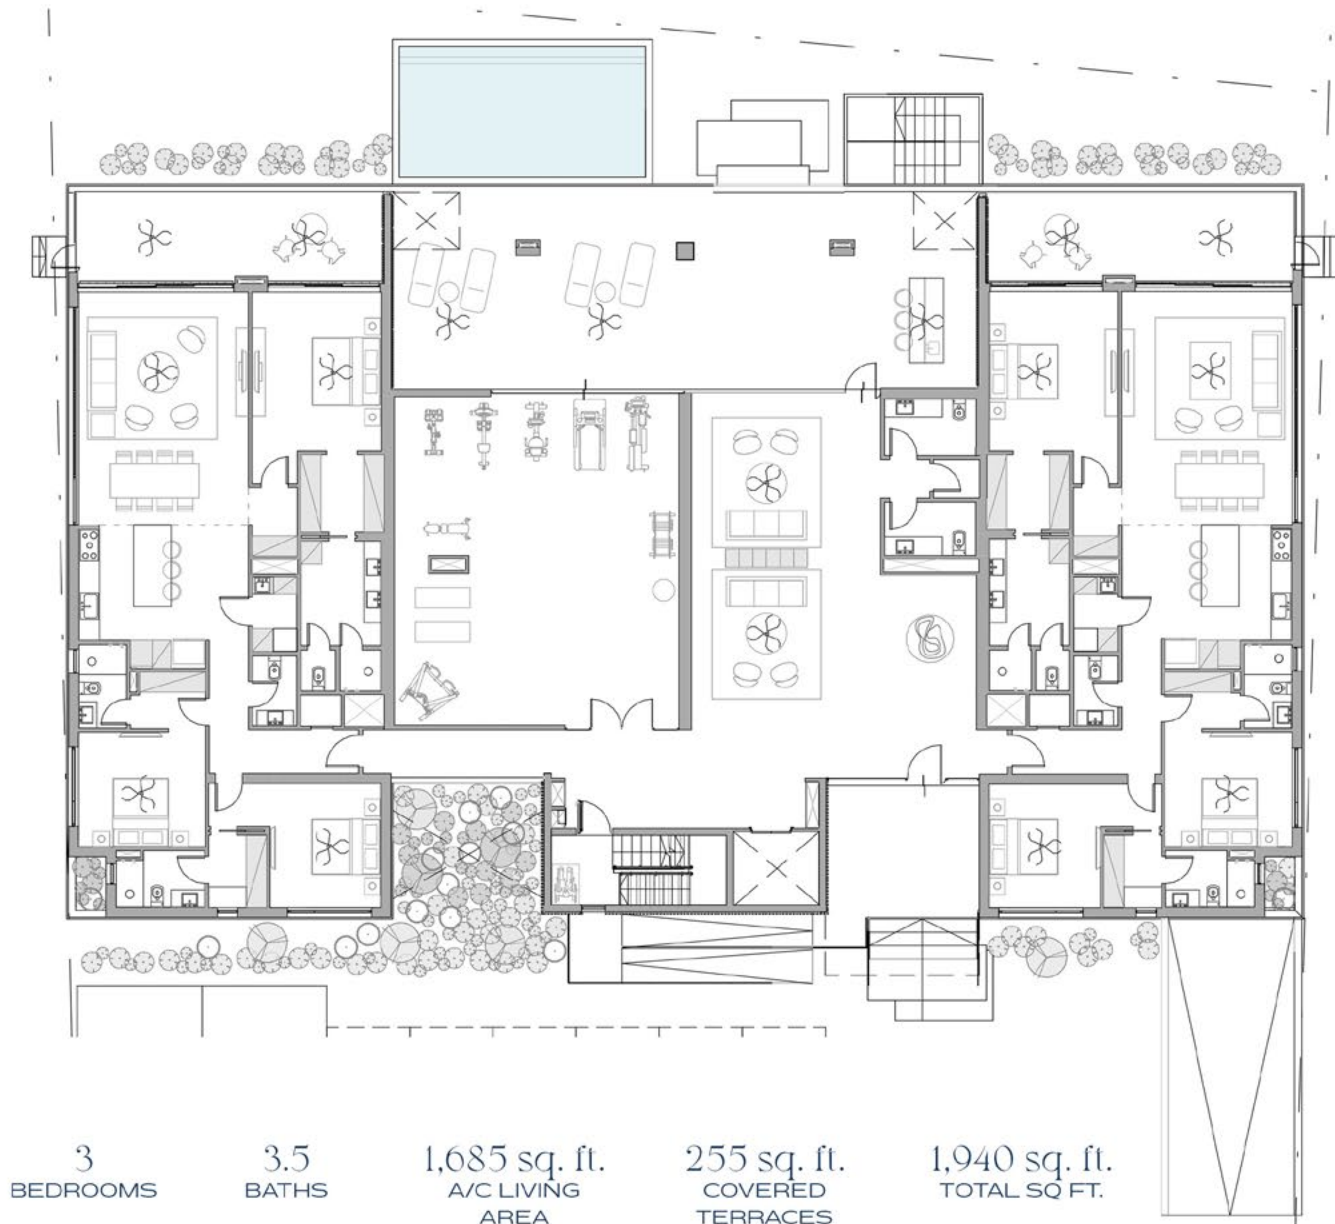 3
BEDROOMS
3.5
BATHS
1,685 sq. ft.
A/C LIVING
AREA
255 sq. ft.
COVERED
TERRACES
1,940 sq. ft.
TOTAL SQ FT.